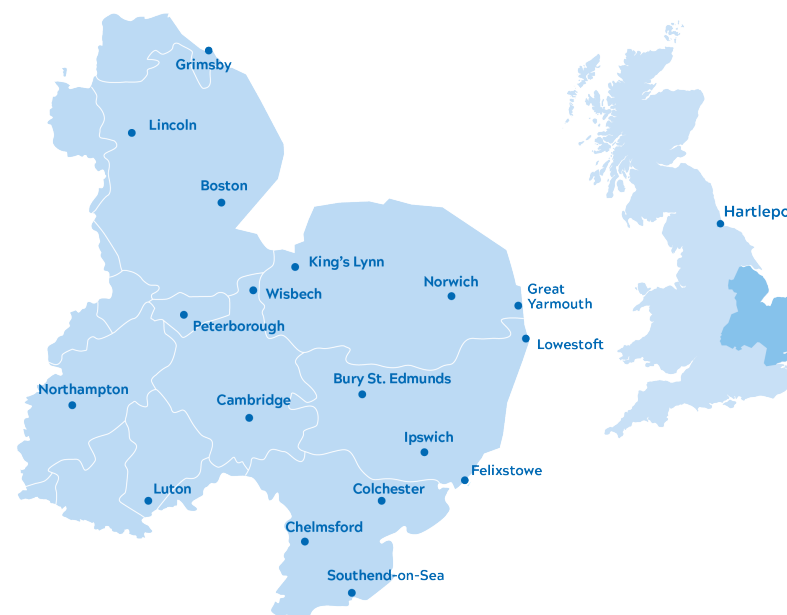 Grimsby
Lincoln
Boston
King's Lynn
Norwich
Great
Yarmouth
Wisbech
Peterborough
Lowestoft
Bury St. Edmunds
Northampton
Cambridge
Ipswich
Felixstowe
Luton
Colchester
Chelmsford
Southend-on-Sea
Hartlepo